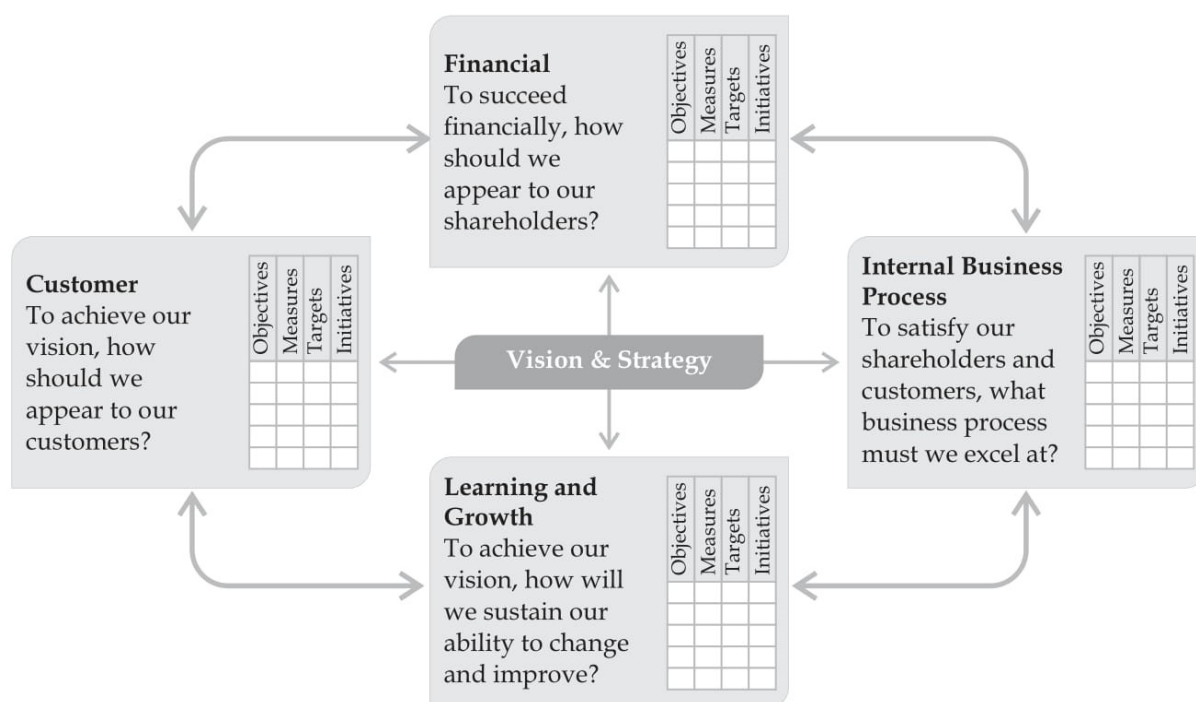 Financial
To succeed
financially, how
should we
appear to our
shareholders?
Objectives
Measures
Targets
Initiatives
Customer
To achieve our
vision, how
should we
appear to our
customers?
Objectives
Measures
Targets
Initiatives
Vision & Strategy
Internal Business
Process
To satisfy our
shareholders and
customers, what
business process
must we excel at?
Objectives
Measures
Targets
Initiatives
Learning and
Growth
To achieve our
vision, how will
we sustain our
ability to change
and improve?
Objectives
Measures
Targets
Initiatives